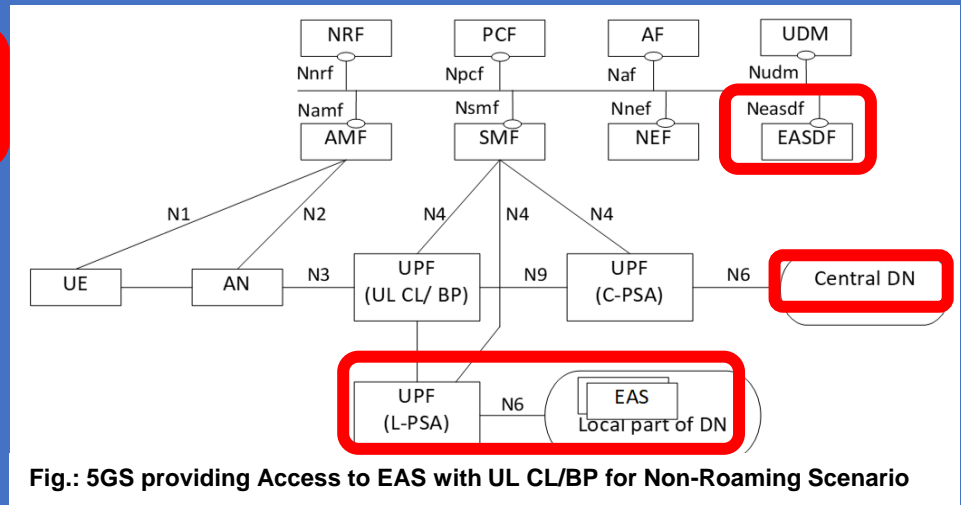 NRF PCF AF UDM
Nnrf Npcf Naf Nudm
Namf Nsmf Nnef Neasdf
AMF SMF NEF EASDF
N1 N2 N4 N4 N4
UE AN N3 UPF (UL CL/ BP) N9 UPF (C-PSA) N6 Central DN
UPF (L-PSA) N6 EAS Local part of DN
Fig.: 5GS providing Access to EAS with UL CL/BP for Non-Roaming Scenario